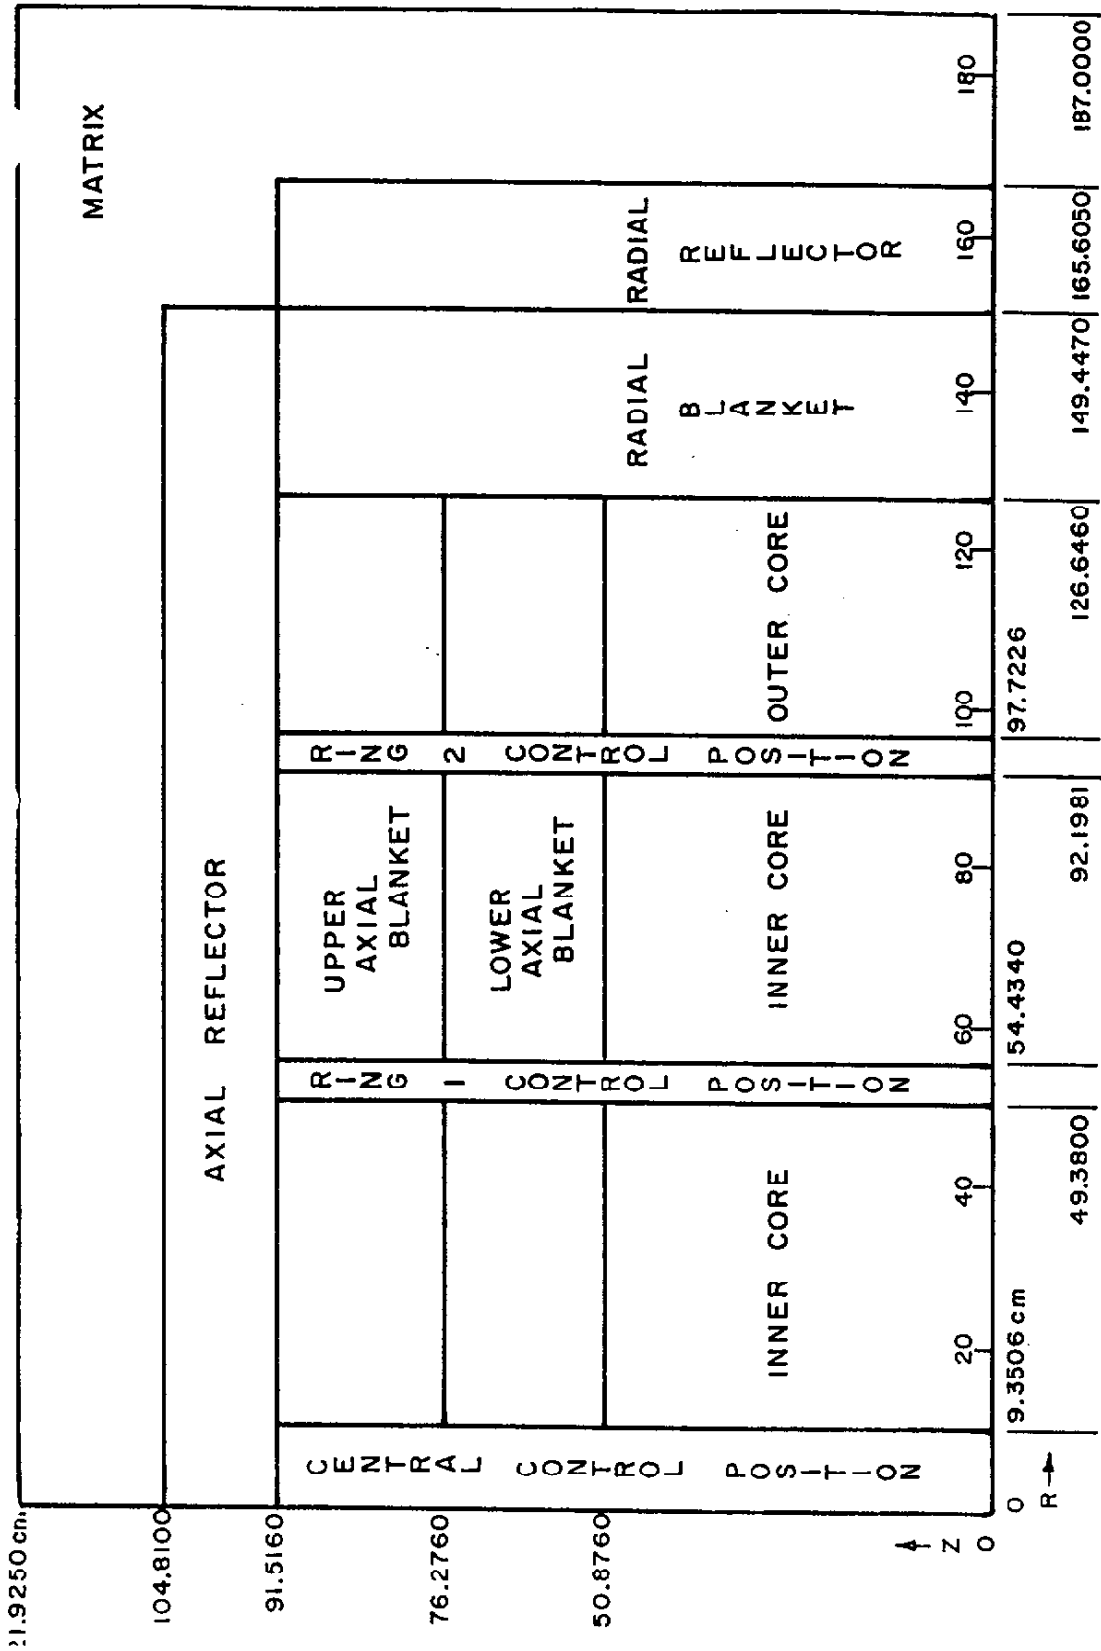 MATRIX
AXIAL REFLECTOR
CENTRAL CONTROL POSITION
INNER CORE
RING 1 CONTROL POSITION
UPPER
AXIAL
BLANKET
LOWER
AXIAL
BLANKET
INNER CORE
RING 2 CONTROL POSITION
OUTER CORE
RADIAL
BLANKET
RADIAL
REFLECTOR
21.9250 cm.
104.8100
91.5160
76.2760
50.8760
Z
0
0
20
40
60
80
100
120
140
160
180
R
9.3506 cm
54.4340
97.7226
49.3800
92.1981
126.6460
149.4470
165.6050
187.0000